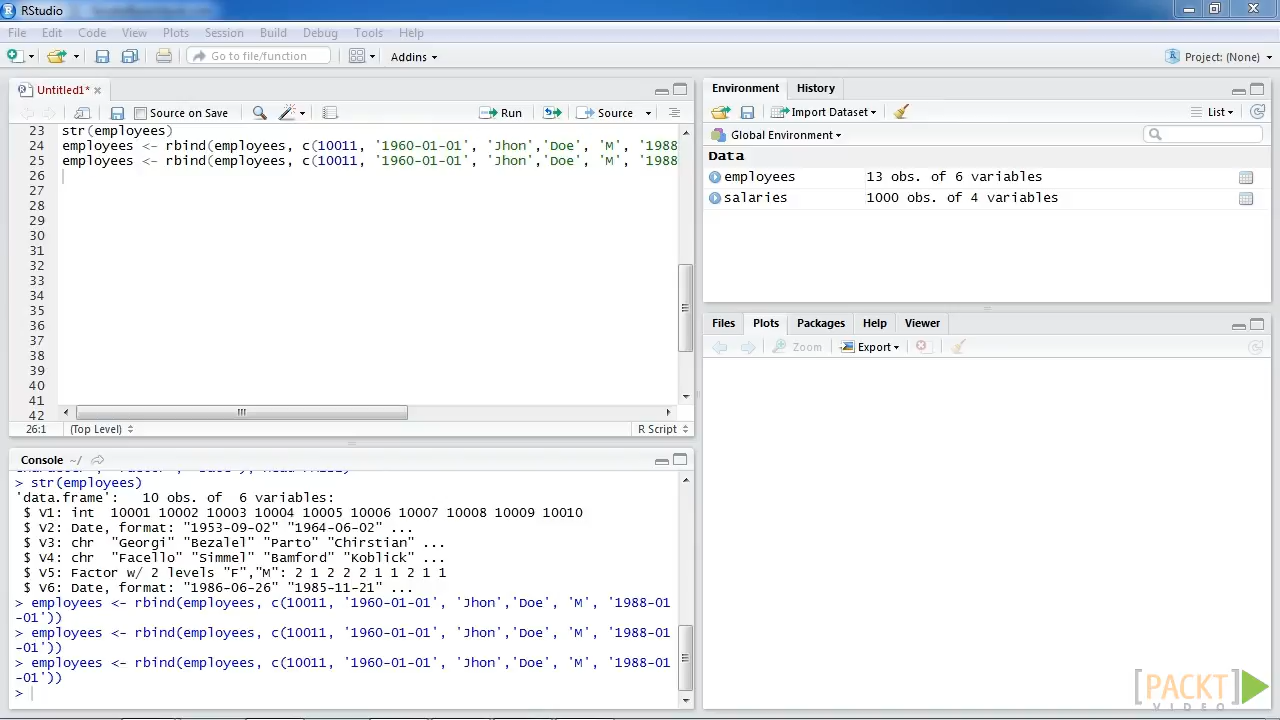 RStudio
File Edit Code View Plots Session Build Debug Tools Help
Go to file/function
Addins
Project: (None)
Untitled1*
Source on Save
Run
Source
23 str(employees)
24 employees <- rbind(employees, c(10011, '1960-01-01', 'Jhon','Doe', 'M', '1988
25 employees <- rbind(employees, c(10011, '1960-01-01', 'Jhon','Doe', 'M', '1988
26
27
28
29
30
31
32
33
34
35
36
37
38
39
40
41
42
26:1 (Top Level) R Script
Console ~/
> str(employees)
'data.frame': 10 obs. of 6 variables:
$ V1: int 10001 10002 10003 10004 10005 10006 10007 10008 10009 10010
$ V2: Date, format: "1953-09-02" "1964-06-02" ...
$ V3: chr "Georgi" "Bezalel" "Parto" "Chirstian" ...
$ V4: chr "Facello" "Simmel" "Bamford" "Koblick" ...
$ V5: Factor w/ 2 levels "F","M": 2 1 2 2 2 1 1 2 1 1
$ V6: Date, format: "1986-06-26" "1985-11-21" ...
> employees <- rbind(employees, c(10011, '1960-01-01', 'Jhon','Doe', 'M', '1988-01
-01'))
> employees <- rbind(employees, c(10011, '1960-01-01', 'Jhon','Doe', 'M', '1988-01
-01'))
> employees <- rbind(employees, c(10011, '1960-01-01', 'Jhon','Doe', 'M', '1988-01
-01'))
>
Environment History
Import Dataset
List
Global Environment
Data
employees 13 obs. of 6 variables
salaries 1000 obs. of 4 variables
Files Plots Packages Help Viewer
Zoom Export
[PACKT]
VIDEO